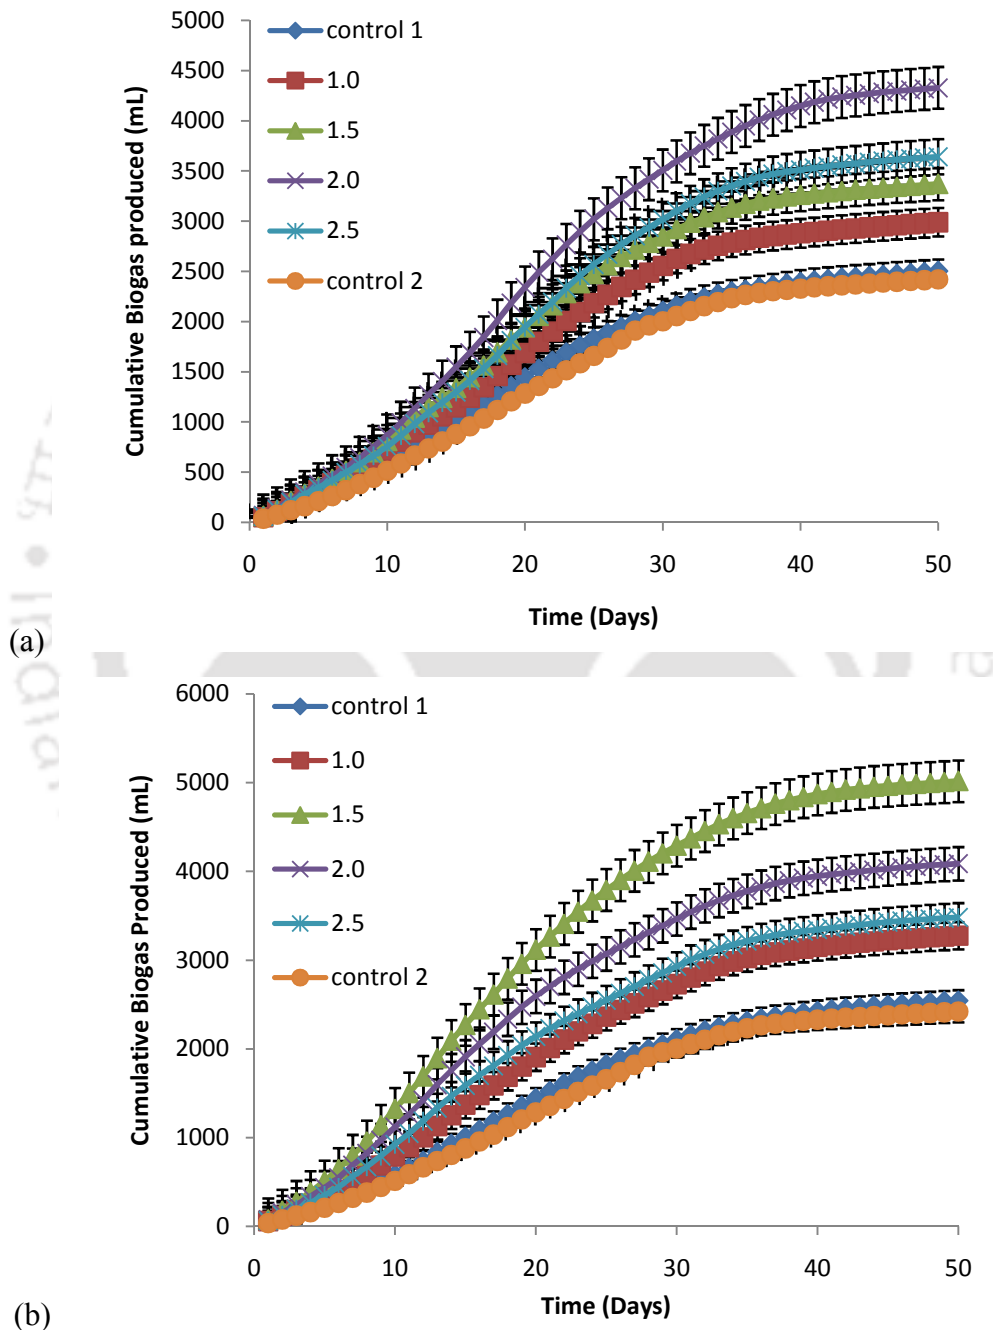 Cumulative Biogas produced (mL)
5000
4500
4000
3500
3000
2500
2000
1500
1000
500
0
control 1
1.0
1.5
2.0
2.5
control 2
0 10 20 30 40 50
Time (Days)
(a)
Cumulative Biogas Produced (mL)
6000
5000
4000
3000
2000
1000
0
control 1
1.0
1.5
2.0
2.5
control 2
0 10 20 30 40 50
Time (Days)
(b)